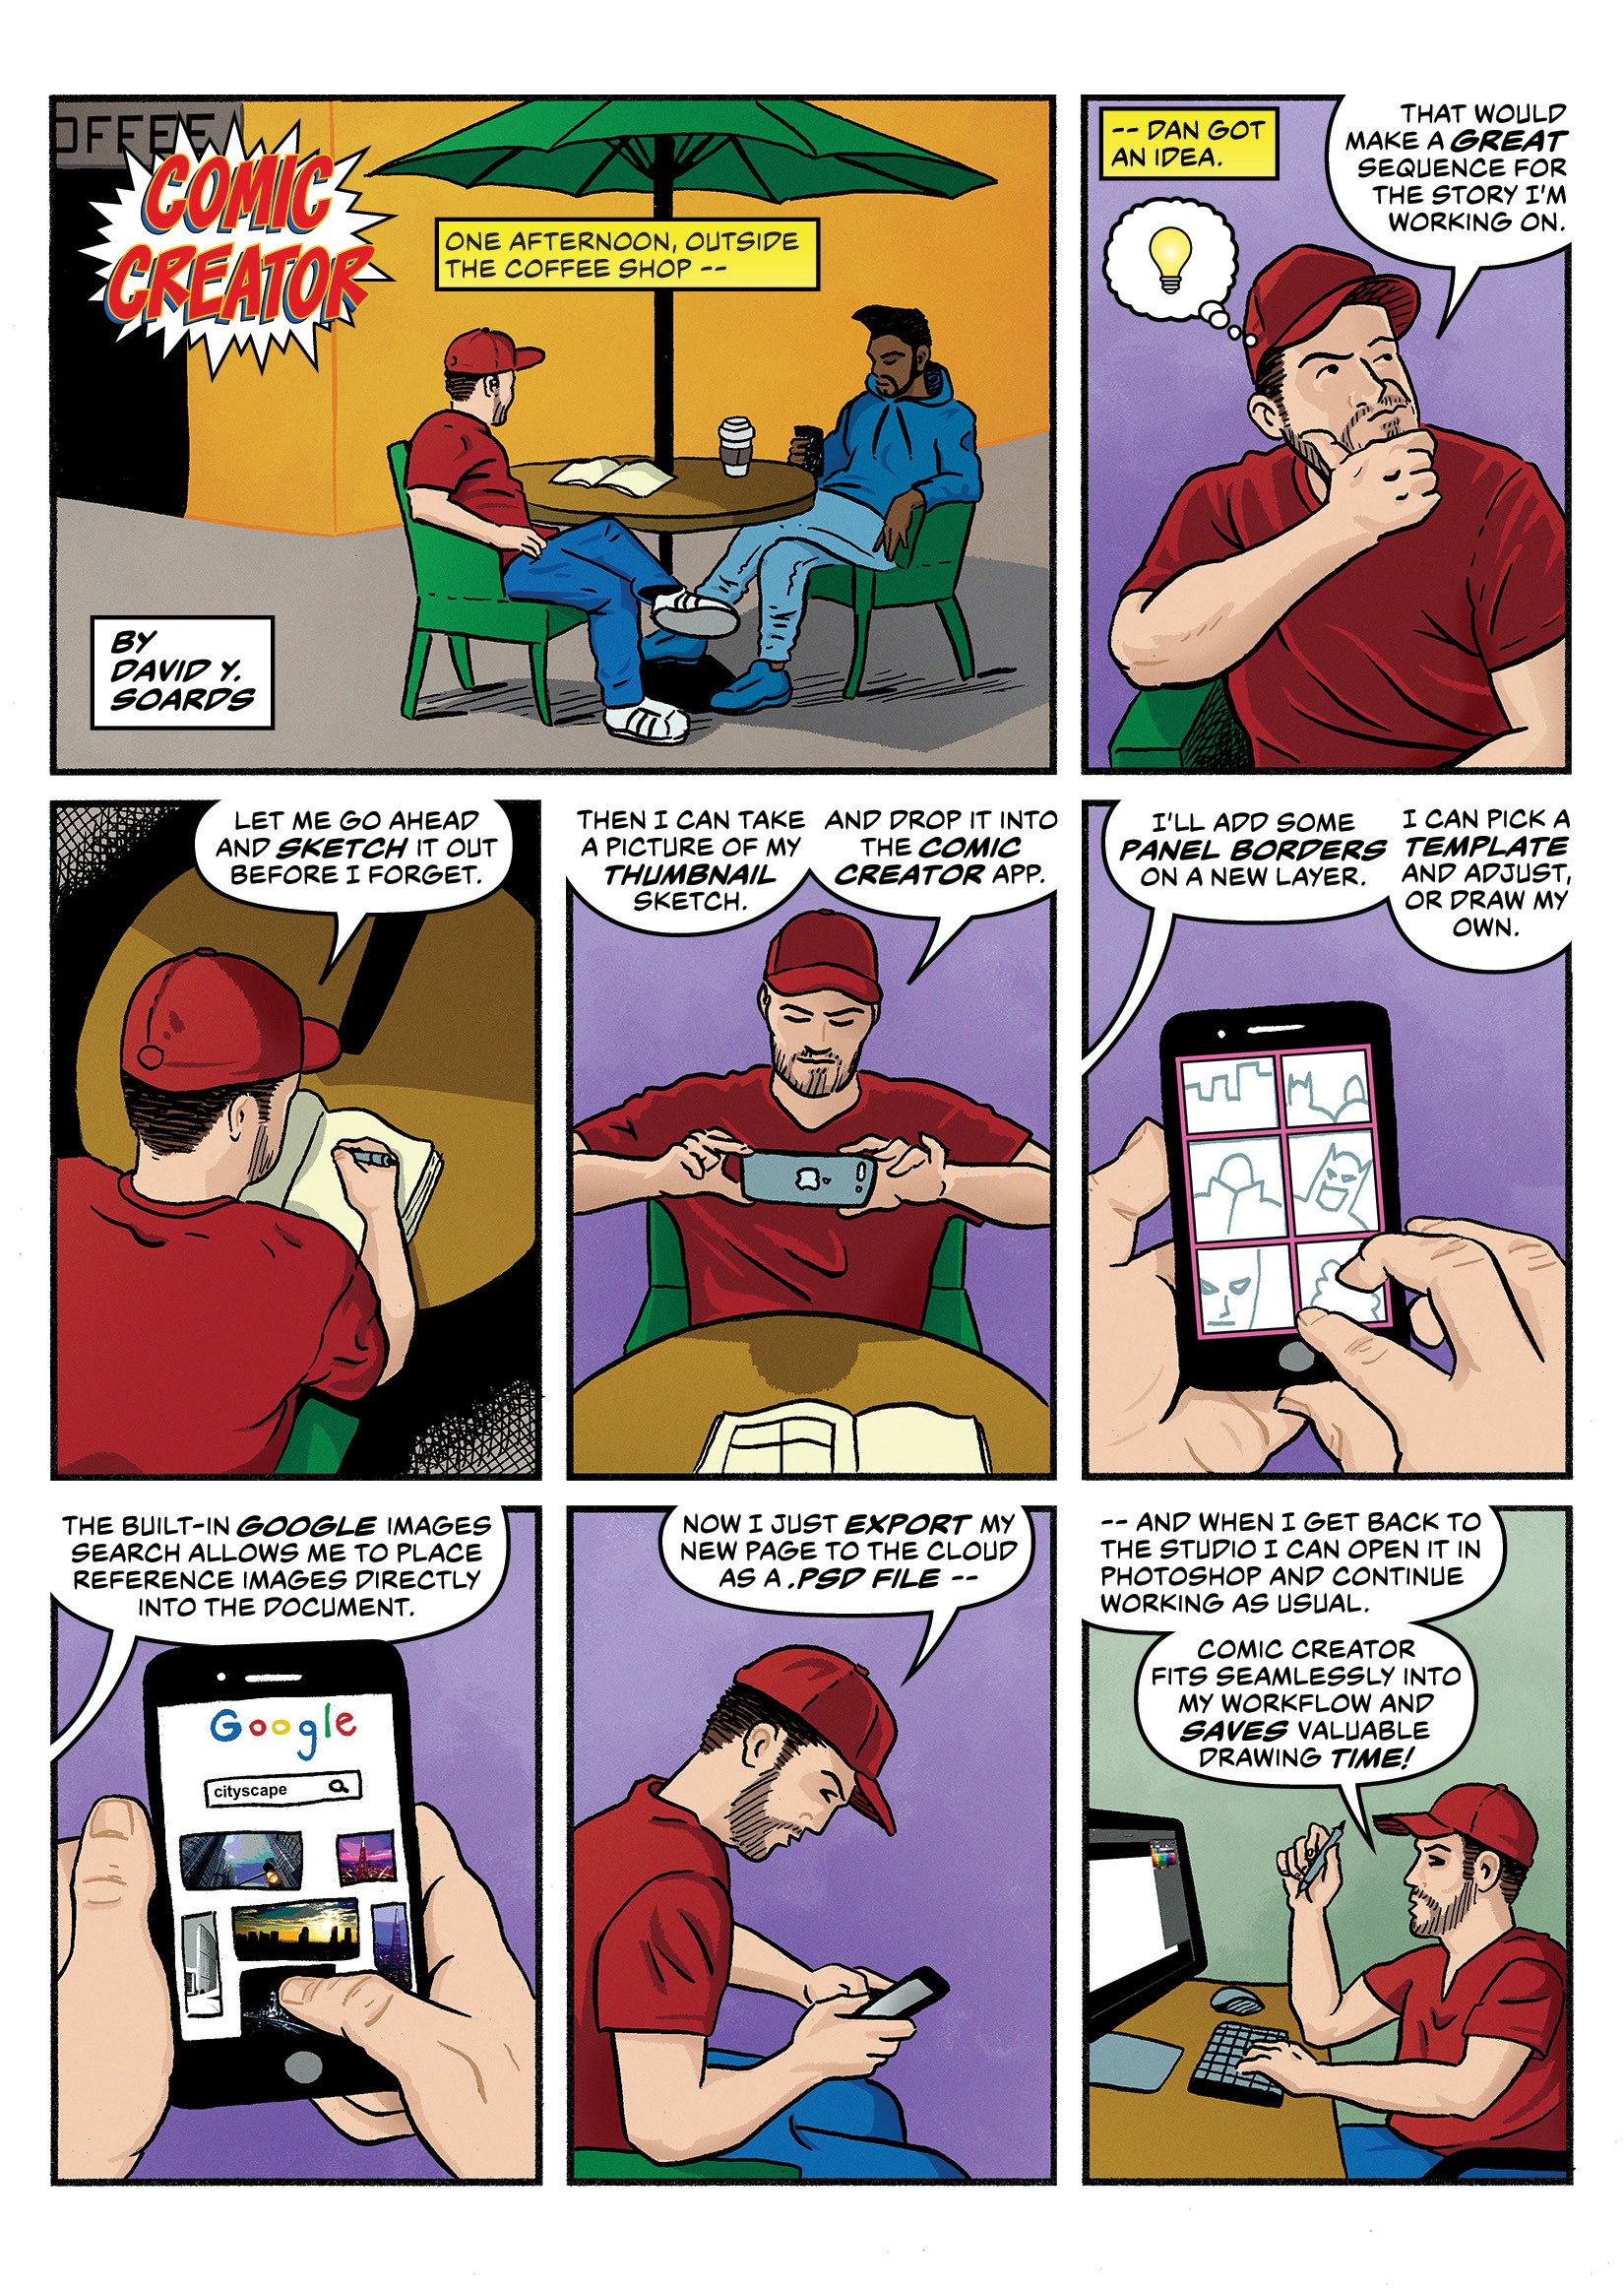 OFFEE
COMIC
CREATOR
ONE AFTERNOON, OUTSIDE
THE COFFEE SHOP --
BY
DAVID Y.
SOARDS
-- DAN GOT
AN IDEA.
THAT WOULD
MAKE A GREAT
SEQUENCE FOR
THE STORY I'M
WORKING ON.
LET ME GO AHEAD
AND SKETCH IT OUT
BEFORE I FORGET.
THEN I CAN TAKE
A PICTURE OF MY
THUMBNAIL
SKETCH.
AND DROP IT INTO
THE COMIC
CREATOR APP.
I'LL ADD SOME
PANEL BORDERS
ON A NEW LAYER.
I CAN PICK A
TEMPLATE
AND ADJUST,
OR DRAW MY
OWN.
THE BUILT-IN GOOGLE IMAGES
SEARCH ALLOWS ME TO PLACE
REFERENCE IMAGES DIRECTLY
INTO THE DOCUMENT.
Google
cityscape
NOW I JUST EXPORT MY
NEW PAGE TO THE CLOUD
AS A .PSD FILE --
-- AND WHEN I GET BACK TO
THE STUDIO I CAN OPEN IT IN
PHOTOSHOP AND CONTINUE
WORKING AS USUAL.
COMIC CREATOR
FITS SEAMLESSLY INTO
MY WORKFLOW AND
SAVES VALUABLE
DRAWING TIME!